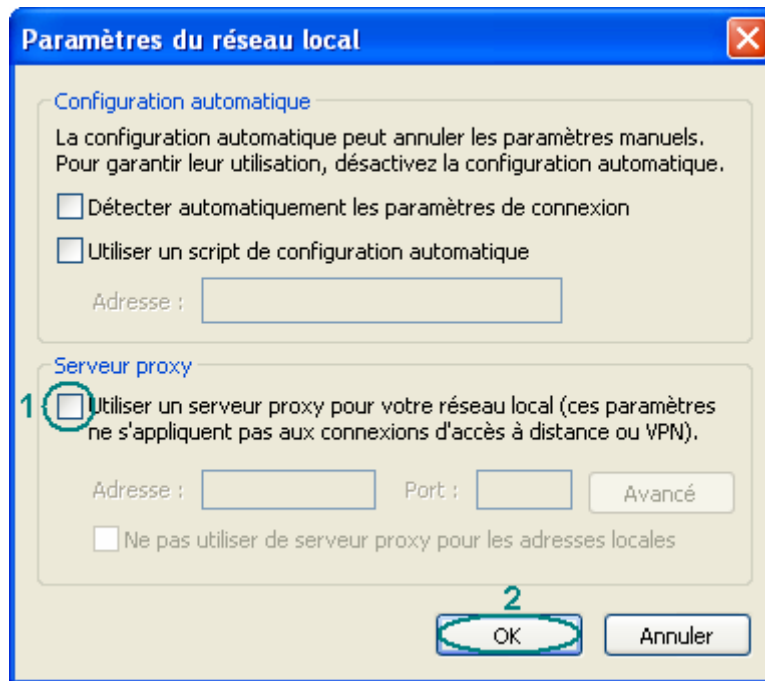 Paramètres du réseau local
Configuration automatique
La configuration automatique peut annuler les paramètres manuels.
Pour garantir leur utilisation, désactivez la configuration automatique.
Détecter automatiquement les paramètres de connexion
Utiliser un script de configuration automatique
Adresse :
Serveur proxy
1 Utiliser un serveur proxy pour votre réseau local (ces paramètres
ne s'appliquent pas aux connexions d'accès à distance ou VPN).
Adresse : Port : Avancé
Ne pas utiliser de serveur proxy pour les adresses locales
2
OK Annuler